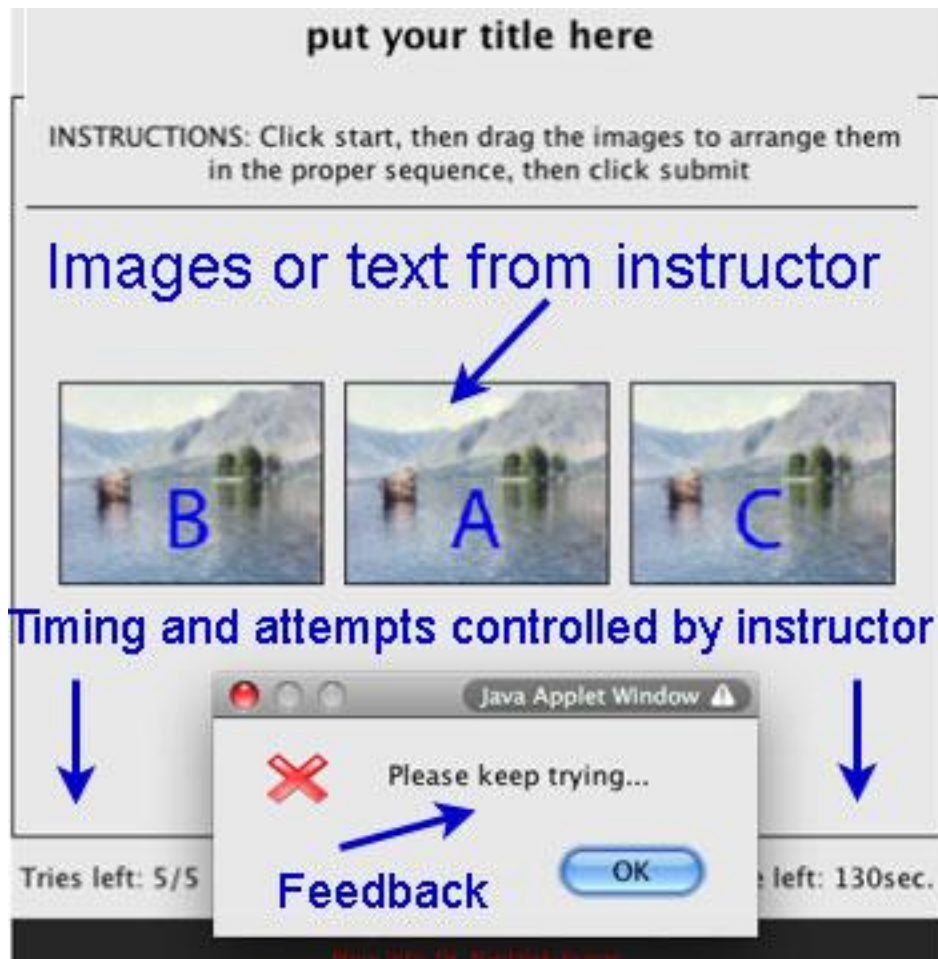 put your title here
INSTRUCTIONS: Click start, then drag the images to arrange them
in the proper sequence, then click submit
Images or text from instructor
B
A
C
Timing and attempts controlled by instructor
Java Applet Window
Please keep trying...
OK
Feedback
Tries left: 5/5
left: 130sec.